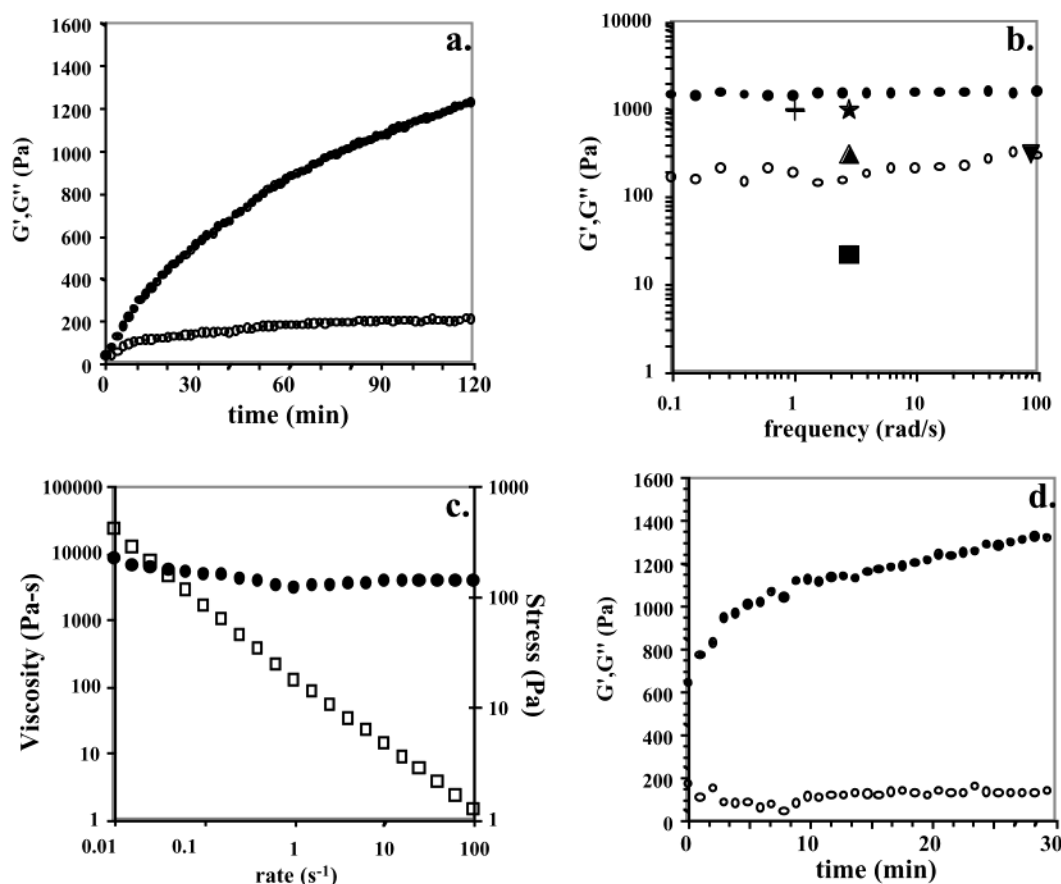 a.
G',G'' (Pa)
1600
1400
1200
1000
800
600
400
200
0
0 30 60 90 120
time (min)
b.
G',G'' (Pa)
10000
1000
100
10
1
0.1 1 10 100
frequency (rad/s)
c.
Viscosity (Pa-s)
100000
10000
1000
100
10
1
Stress (Pa)
1000
100
10
1
0.01 0.1 1 10 100
rate (s⁻¹)
d.
G',G'' (Pa)
1600
1400
1200
1000
800
600
400
200
0
0 10 20 30
time (min)